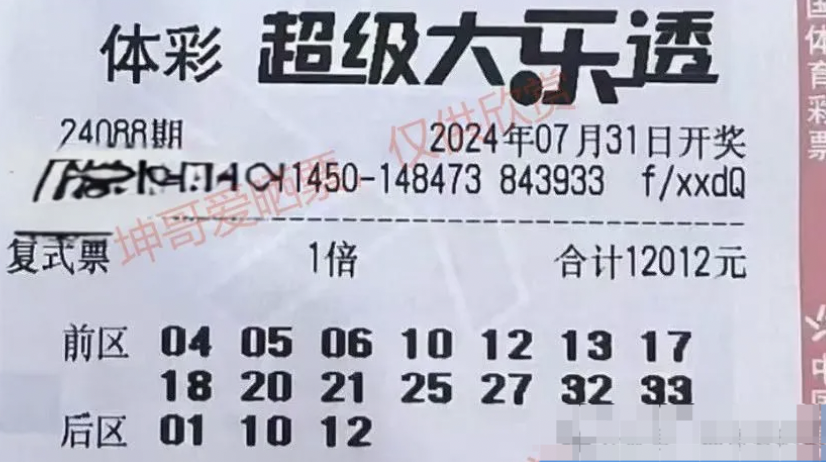 体彩 超级大乐透
24088期 2024年07月31日开奖
1450-148473 843933 f/xxdQ
坤哥爱晒票,仅供欣赏
复式票 1倍 合计12012元
前区 04 05 06 10 12 13 17
18 20 21 25 27 32 33
后区 01 10 12
国体育彩票
中国